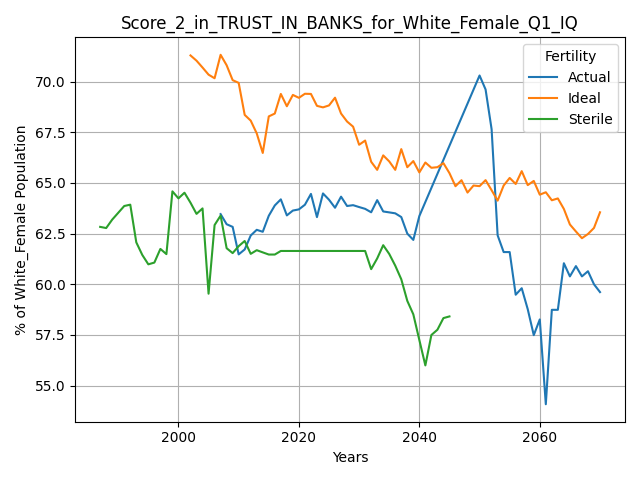 Score_2_in_TRUST_IN_BANKS_for_White_Female_Q1_IQ
Fertility
Actual
Ideal
Sterile
% of White_Female Population
70.0
67.5
65.0
62.5
60.0
57.5
55.0
2000
2020
2040
2060
Years